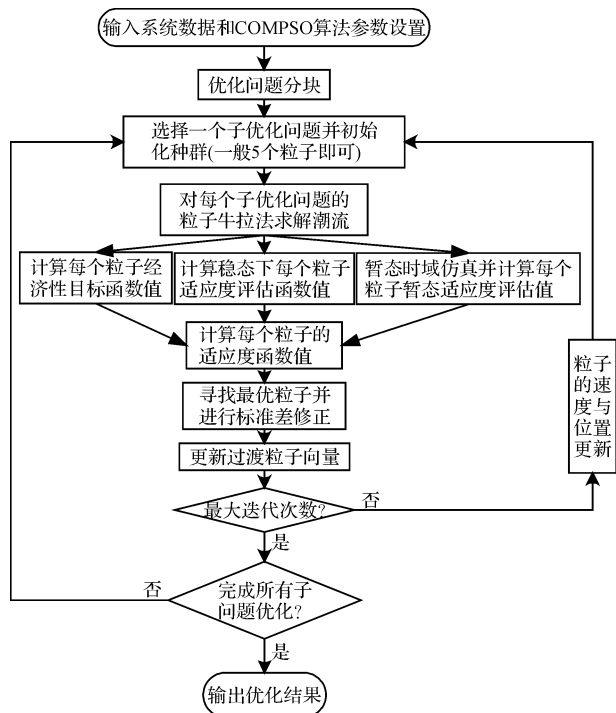 输入系统数据和COMPSO算法参数设置
优化问题分块
选择一个子优化问题并初始
化种群(一般5个粒子即可)
对每个子优化问题的
粒子牛拉法求解潮流
计算每个粒子经
济性目标函数值
计算稳态下每个粒子
适应度评估函数值
暂态时域仿真并计算每个
粒子暂态适应度评估值
计算每个粒子的
适应度函数值
寻找最优粒子并
进行标准差修正
更新过渡粒子向量
粒子
的速
度与
位置
更新
最大迭代次数?
否
是
完成所有子
问题优化?
否
是
输出优化结果